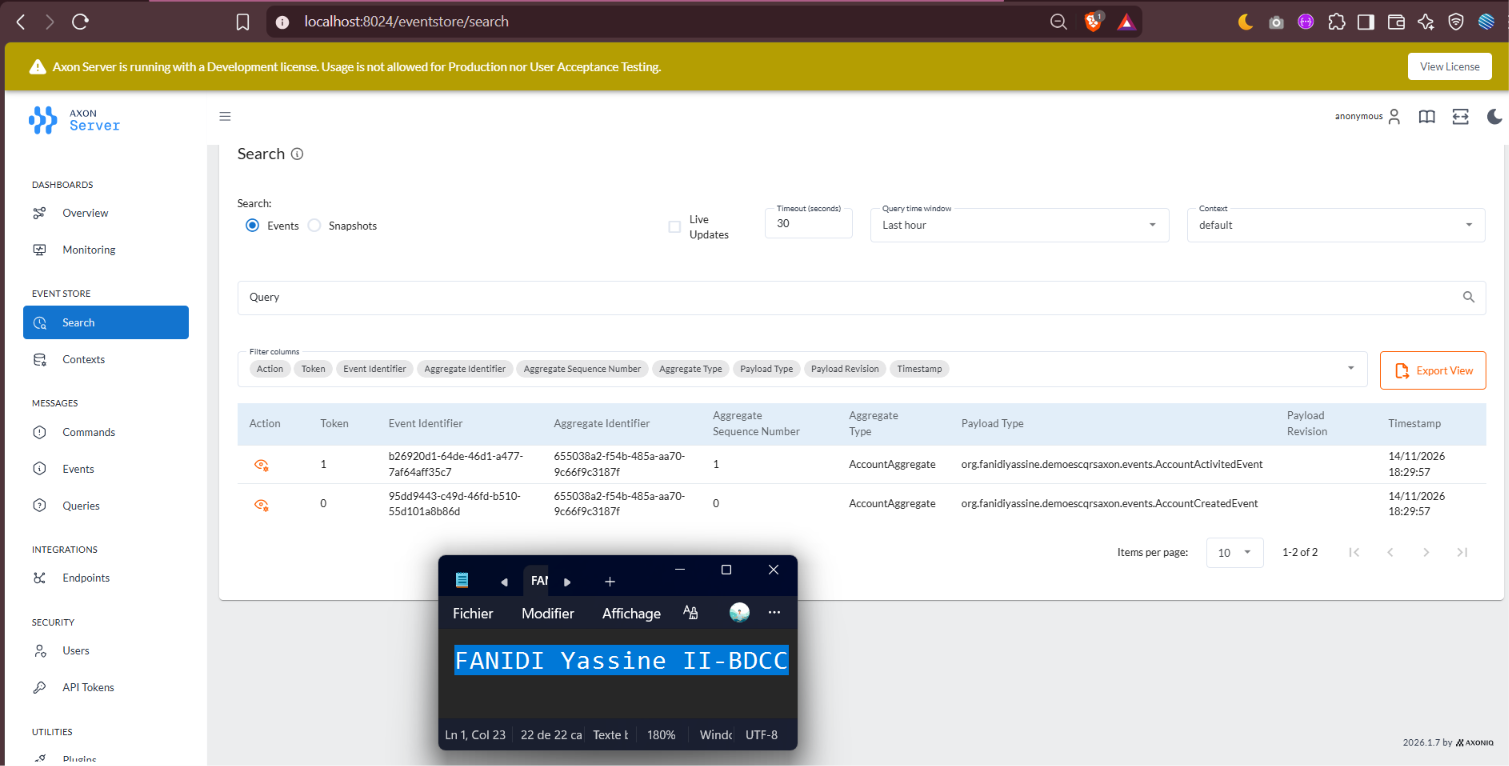 localhost:8024/eventstore/search
1
Axon Server is running with a Development license. Usage is not allowed for Production nor User Acceptance Testing.
View License
AXON
Server
anonymous
Search
DASHBOARDS
Overview
Monitoring
EVENT STORE
Search
Contexts
MESSAGES
Commands
Events
Queries
INTEGRATIONS
Endpoints
SECURITY
Users
API Tokens
UTILITIES
Plugins
Search:
Events
Snapshots
Live
Updates
Timeout (seconds)
30
Query time window
Last hour
Context
default
Query
Filter columns
Action Token Event Identifier Aggregate Identifier Aggregate Sequence Number Aggregate Type Payload Type Payload Revision Timestamp
Export View
Action Token Event Identifier Aggregate Identifier Aggregate Sequence Number Aggregate Type Payload Type Payload Revision Timestamp
1 b26920d1-64de-46d1-a477-7af64aff35c7 655038a2-f54b-485a-aa70-9c66f9c3187f 1 AccountAggregate org.fanidiyassine.demoescqrsaxon.events.AccountActivitedEvent 14/11/2026 18:29:57
0 95dd9443-c49d-46fd-b510-55d101a8b86d 655038a2-f54b-485a-aa70-9c66f9c3187f 0 AccountAggregate org.fanidiyassine.demoescqrsaxon.events.AccountCreatedEvent 14/11/2026 18:29:57
Items per page: 10 1-2 of 2
FAN
Fichier Modifier Affichage
FANIDI Yassine II-BDCC
Ln 1, Col 23 22 de 22 ca Texte b 180% Windo UTF-8
2026.1.7 by AXONIQ